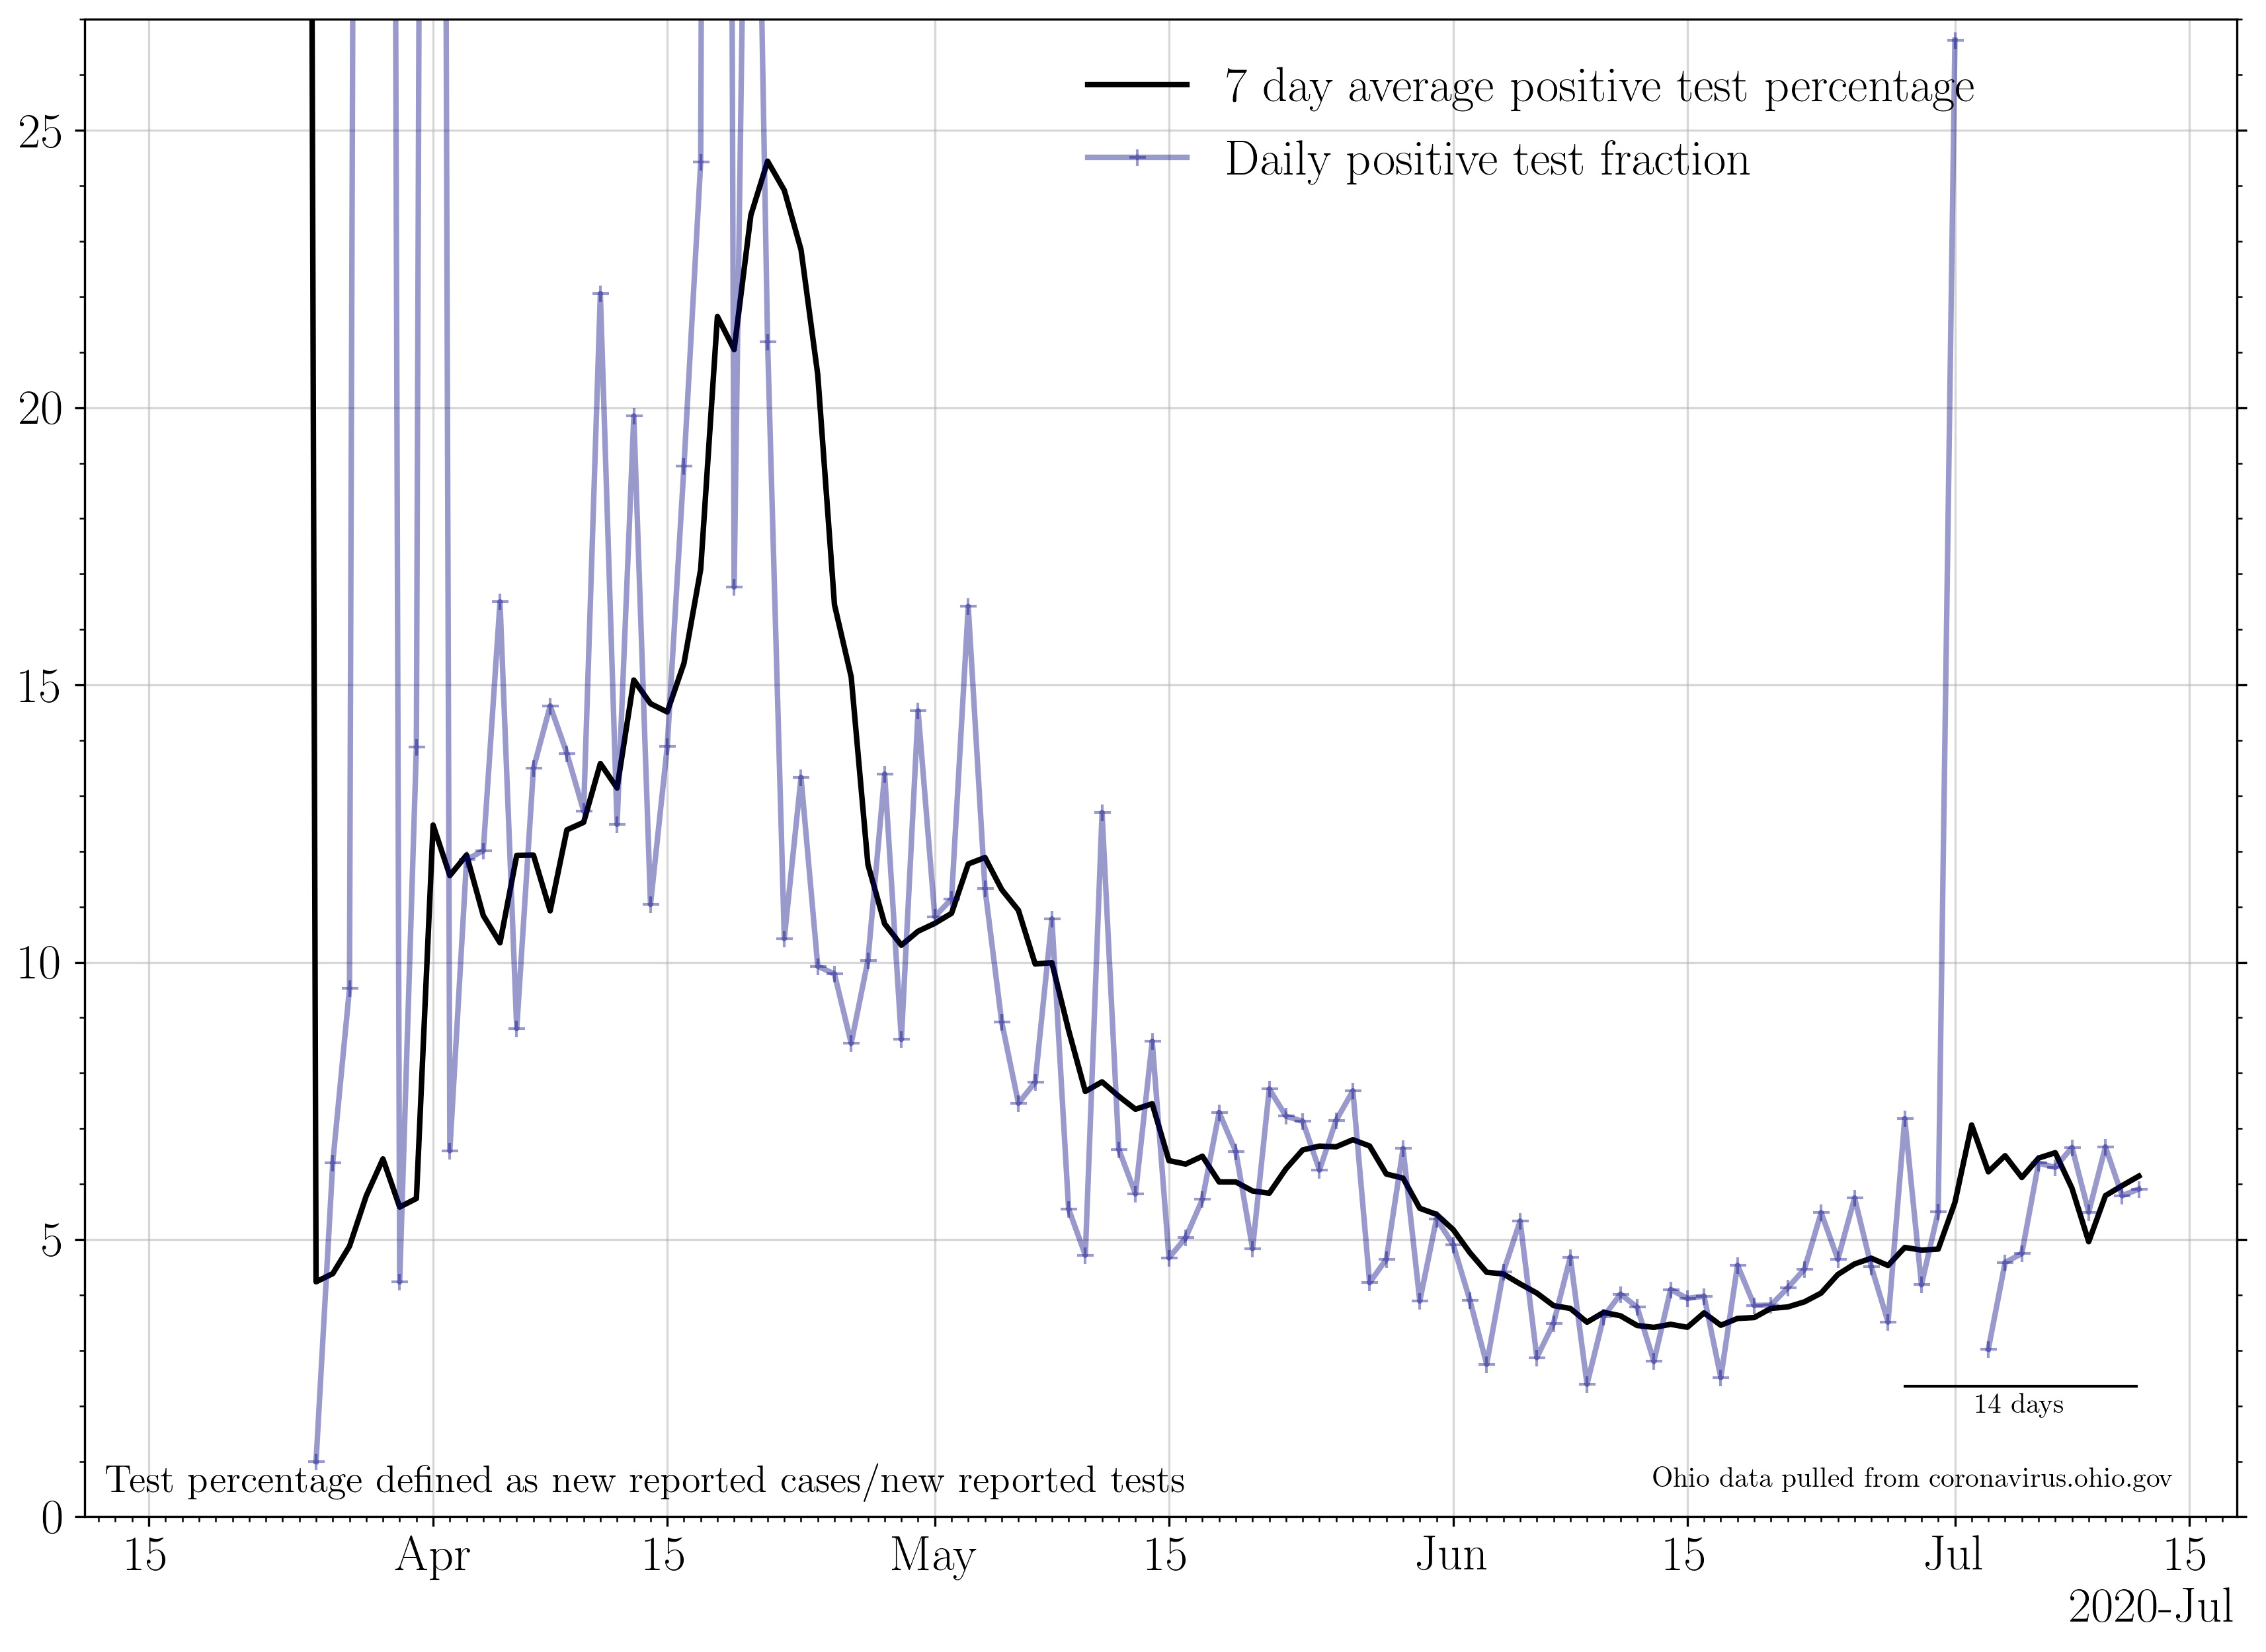 7 day average positive test percentage
Daily positive test fraction
25
20
15
10
5
0
14 days
Test percentage defined as new reported cases/new reported tests
Ohio data pulled from coronavirus.ohio.gov
15 Apr 15 May 15 Jun 15 Jul 15
2020-Jul